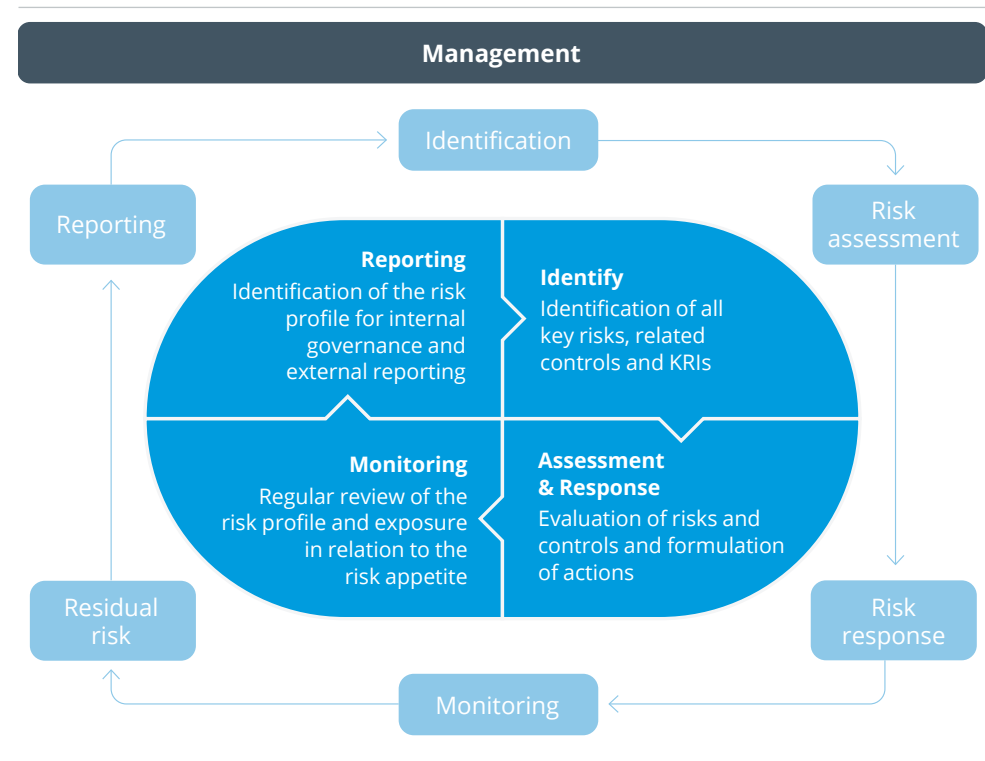 Management
Identification
Reporting
Risk
assessment
Reporting
Identification of the risk
profile for internal
governance and
external reporting
Identify
Identification of all
key risks, related
controls and KRIs
Monitoring
Regular review of the
risk profile and exposure
in relation to the
risk appetite
Assessment
& Response
Evaluation of risks and
controls and formulation
of actions
Residual
risk
Risk
response
Monitoring